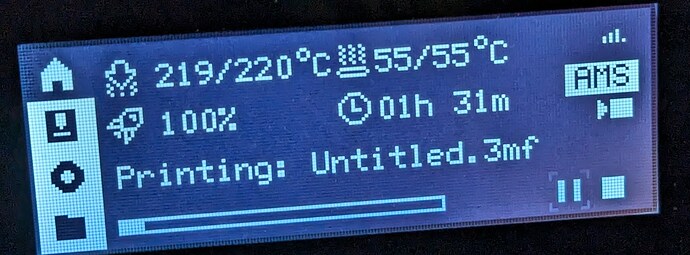 219/220°C 55/55°C
AMS
100% 01h 31m
Printing: Untitled.3mf